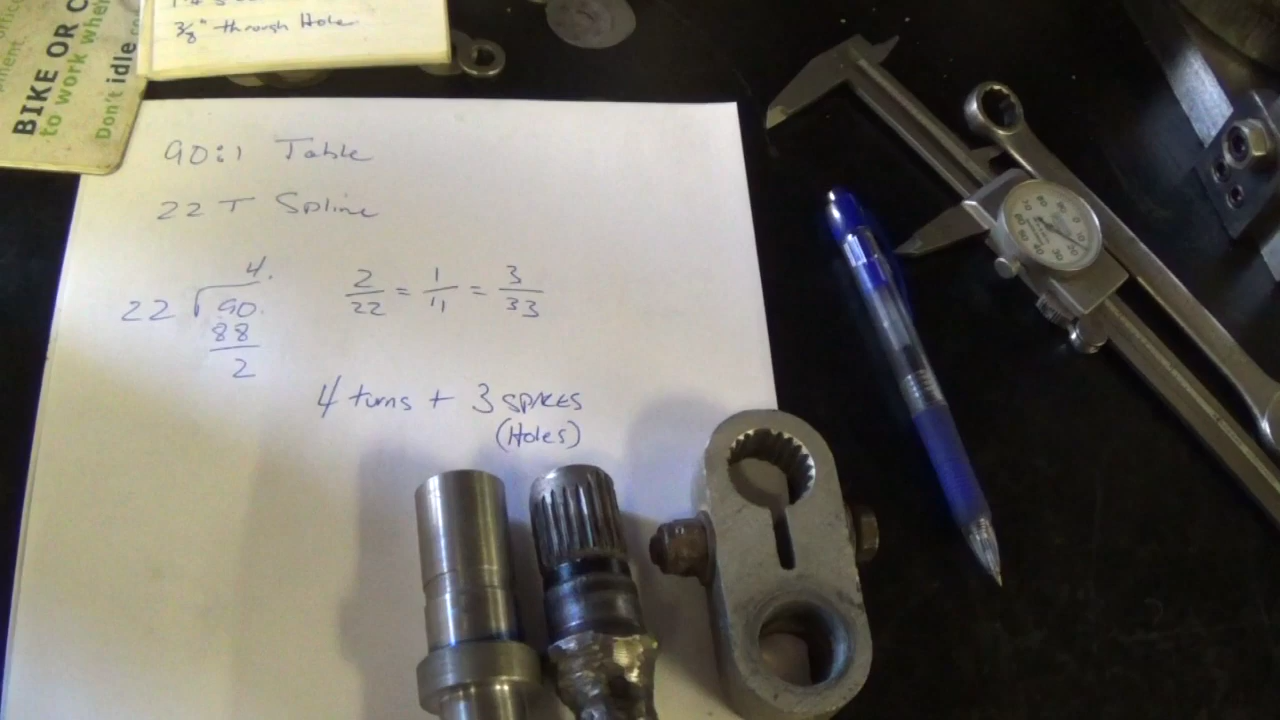 3/8" through Hole
BIKE OR
to work
Don't idle
90:1 Table
22 T Spline
4.
22 √90.
88
2
2/22 = 1/11 = 3/33
4 turns + 3 SPACES
(Holes)